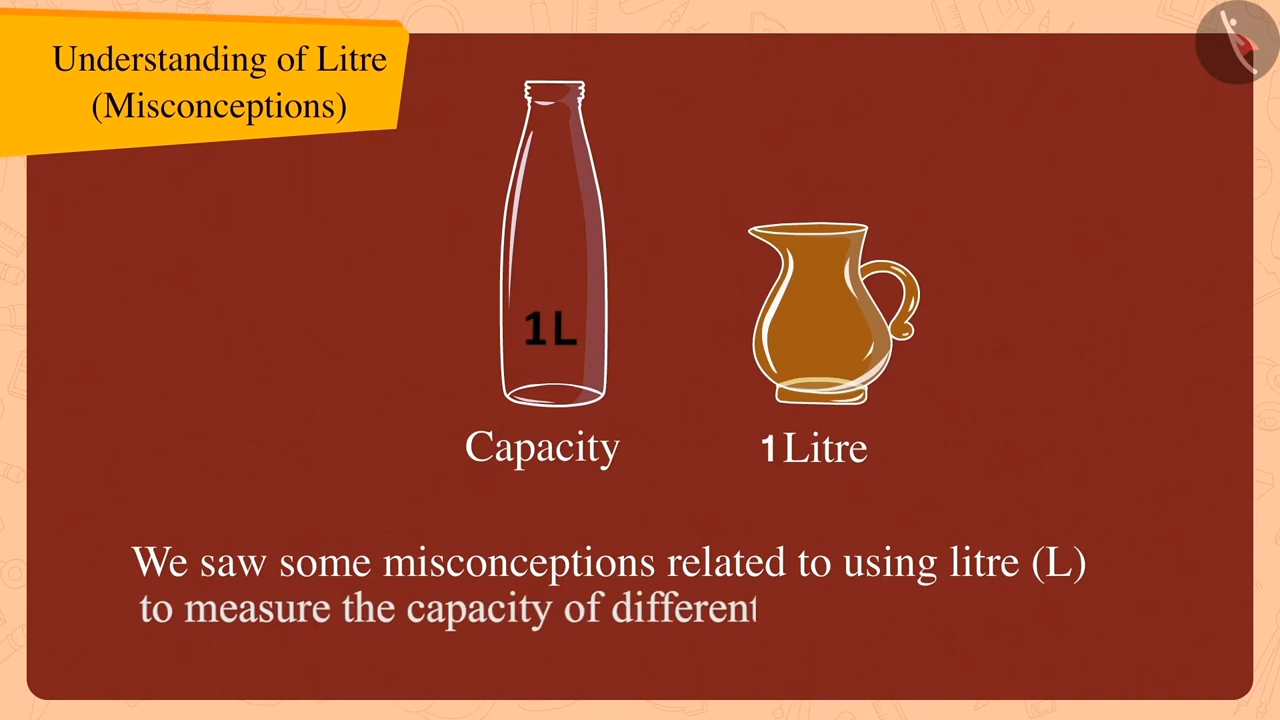 Understanding of Litre
(Misconceptions)
1L
Capacity
1 Litre
We saw some misconceptions related to using litre (L)
to measure the capacity of different